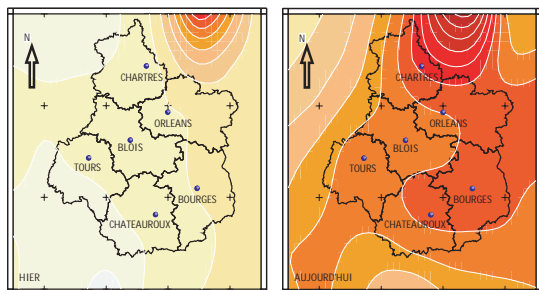 N
CHARTRES
ORLEANS
BLOIS
TOURS
BOURGES
CHATEAUROUX
HIER
N
CHARTRES
ORLEANS
BLOIS
TOURS
BOURGES
CHATEAUROUX
AUJOURD'HUI